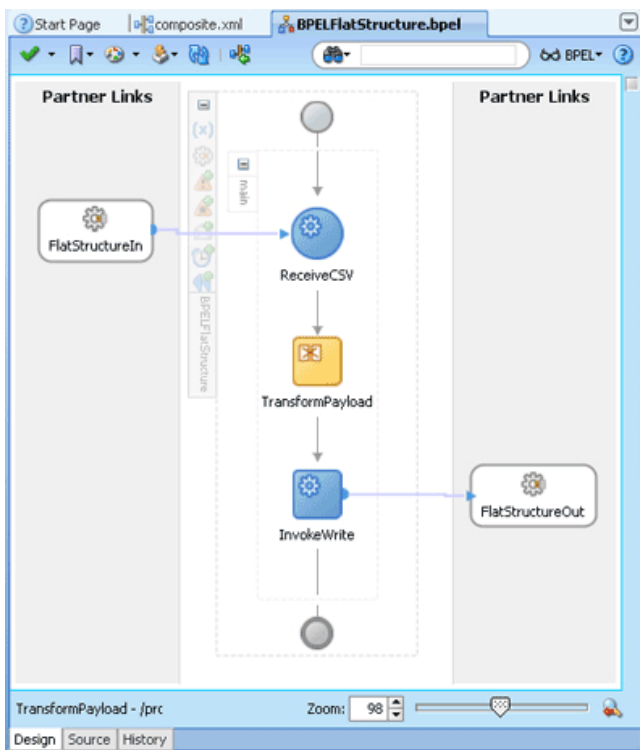 Start Page composite.xml BPELFlatStructure.bpel
BPEL
Partner Links Partner Links
(x)
main
FlatStructureIn
ReceiveCSV
BPELFlatStructure
TransformPayload
FlatStructureOut
InvokeWrite
TransformPayload - /prc Zoom: 98
Design Source History